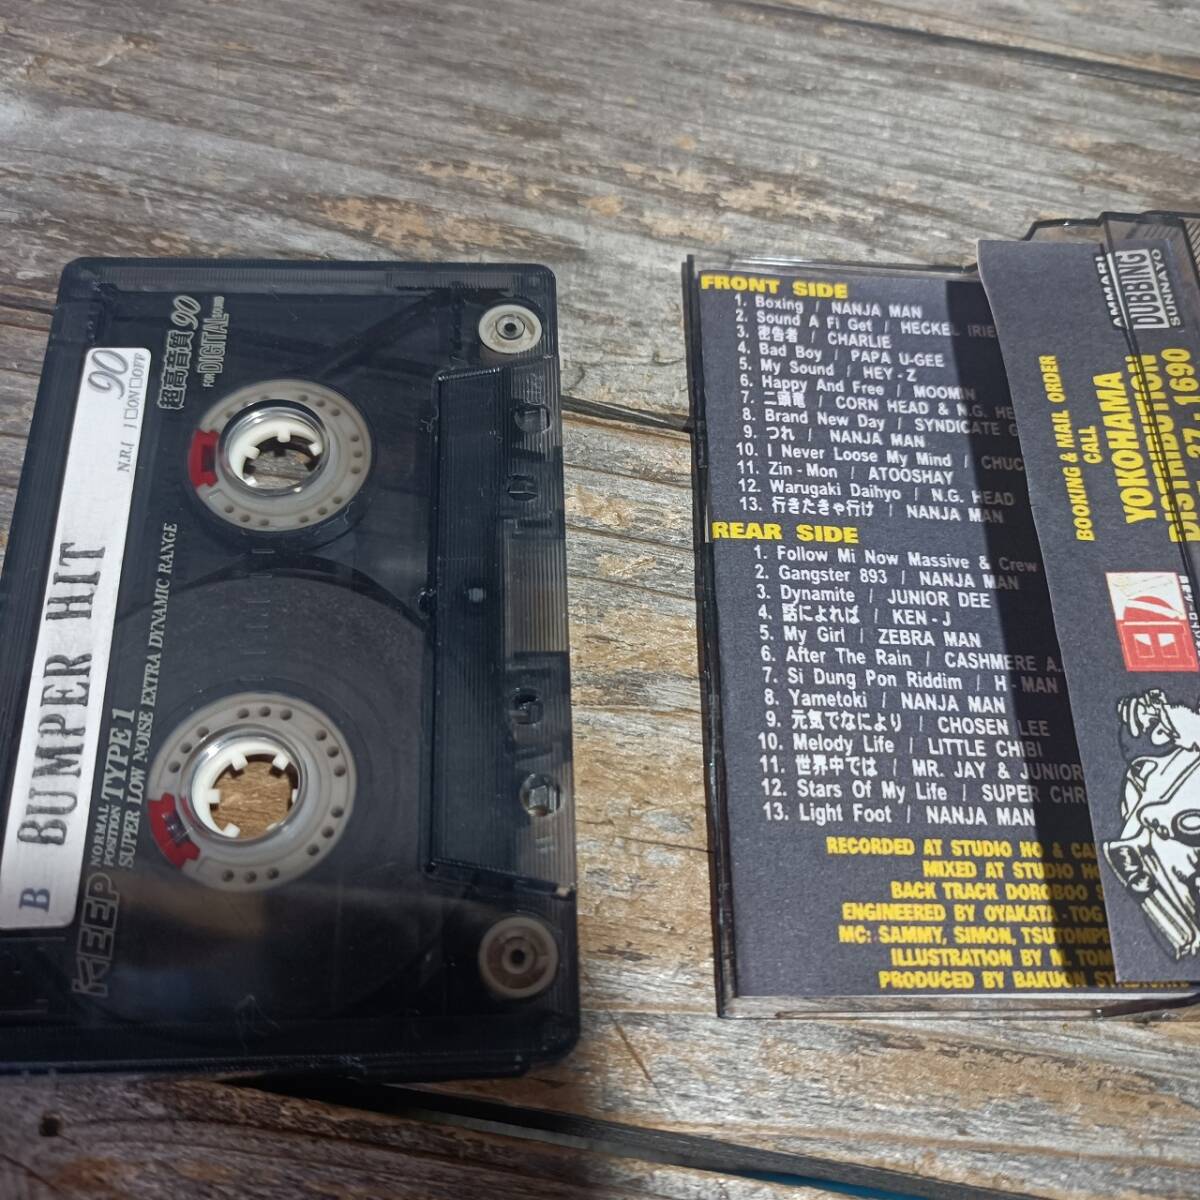 B BUMPER HIT
90
N.R.[ ] □ON□OFF
KEEP NORMAL POSITION TYPE 1
SUPER LOW NOISE EXTRA DYNAMIC RANGE
超高音質 90
FOR DIGITAL SOUND
FRONT SIDE
1. Boxing / NANJA MAN
2. Sound A Fi Get / HECKEL IRIE
3. 密告者 / CHARLIE
4. Bad Boy / PAPA U-GEE
5. My Sound / HEY-Z
6. Happy And Free / MOOMIN
7. 二頭竜 / CORN HEAD & N.G. HE
8. Brand New Day / SYNDICATE
9. つれ / NANJA MAN
10. I Never Loose My Mind / CHUC
11. Zin-Mon / ATOOSHAY
12. Warugaki Daihyo / N.G. HEAD
13. 行きたきゃ行け / NANJA MAN
REAR SIDE
1. Follow Mi Now Massive & Crew
2. Gangster 893 / NANJA MAN
3. Dynamite / JUNIOR DEE
4. 話によれば / KEN-J
5. My Girl / ZEBRA MAN
6. After The Rain / CASHMERE A.
7. Si Dung Pon Riddim / H-MAN
8. Yametoki / NANJA MAN
9. 元気でなにより / CHOSEN LEE
10. Melody Life / LITTLE CHIBI
11. 世界中では / MR. JAY & JUNIOR
12. Stars Of My Life / SUPER CHR
13. Light Foot / NANJA MAN
RECORDED AT STUDIO HO & CA
MIXED AT STUDIO HO
BACK TRACK DOROBOO S
ENGINEERED BY OYAKATA-TOG
MC: SAMMY, SIMON, TSUTOMP
ILLUSTRATION BY M. TOM
PRODUCED BY BAKUON
BOOKING & MAIL ORDER
CALL
YOKOHAMA
DISTRIBUTION
37. 1690
AMMARI
DUBBING
SUNNAYO